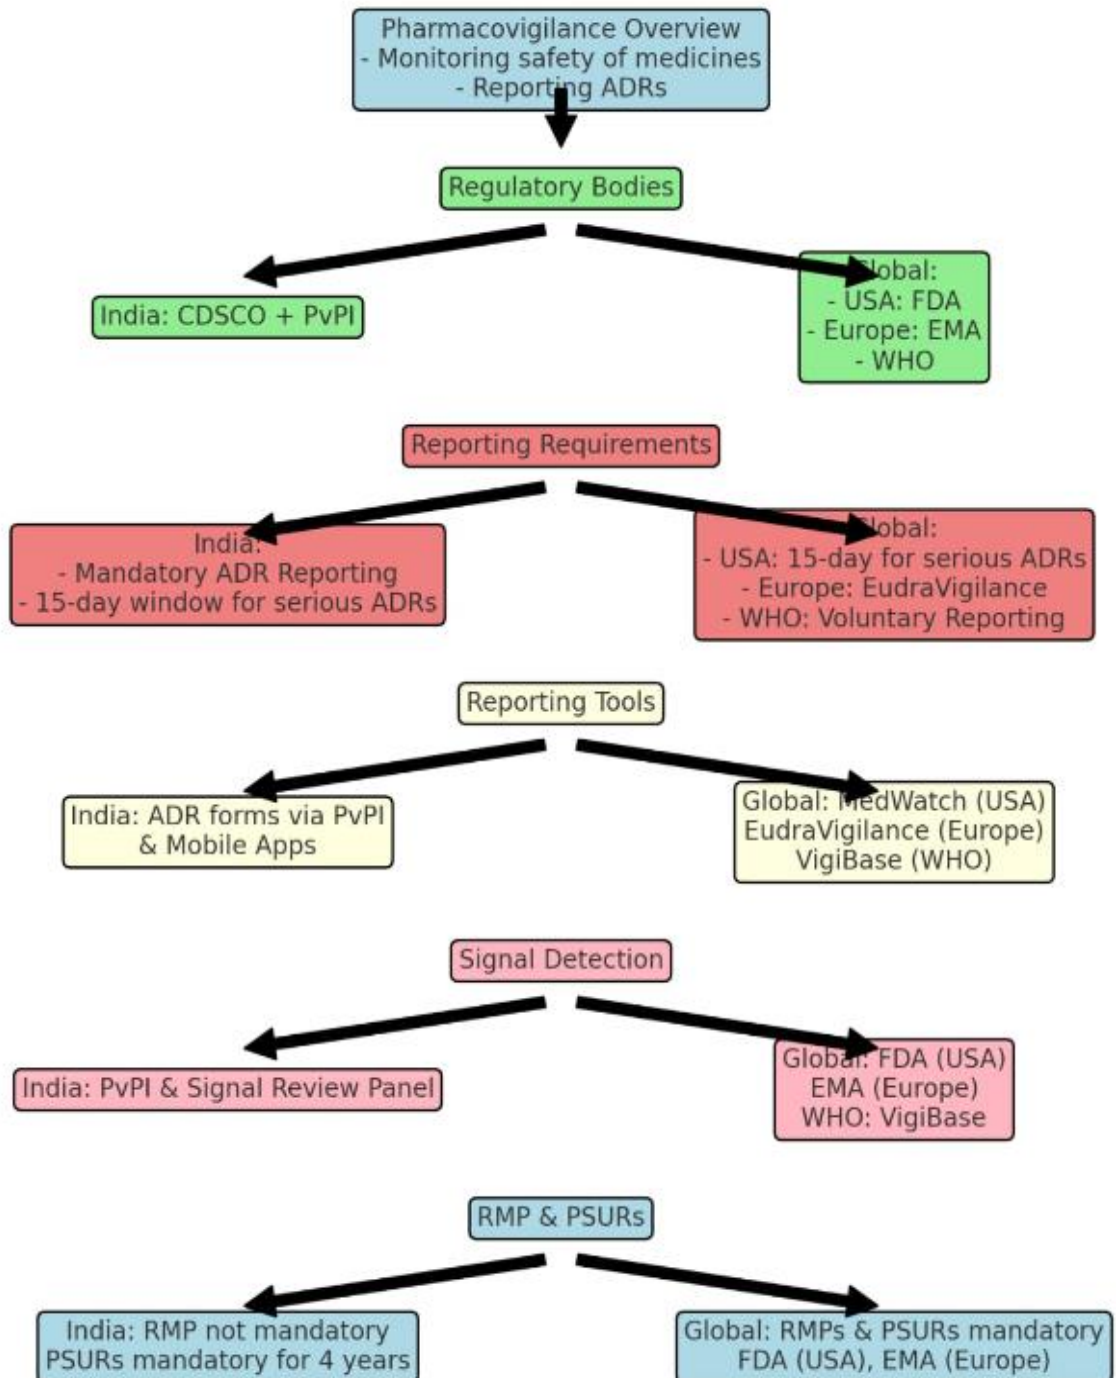 Pharmacovigilance Overview
- Monitoring safety of medicines
- Reporting ADRs
Regulatory Bodies
India: CDSCO + PvPI
Global:
- USA: FDA
- Europe: EMA
- WHO
Reporting Requirements
India:
- Mandatory ADR Reporting
- 15-day window for serious ADRs
Global:
- USA: 15-day for serious ADRs
- Europe: EudraVigilance
- WHO: Voluntary Reporting
Reporting Tools
India: ADR forms via PvPI
& Mobile Apps
Global: MedWatch (USA)
EudraVigilance (Europe)
VigiBase (WHO)
Signal Detection
India: PvPI & Signal Review Panel
Global: FDA (USA)
EMA (Europe)
WHO: VigiBase
RMP & PSURs
India: RMP not mandatory
PSURs mandatory for 4 years
Global: RMPs & PSURs mandatory
FDA (USA), EMA (Europe)